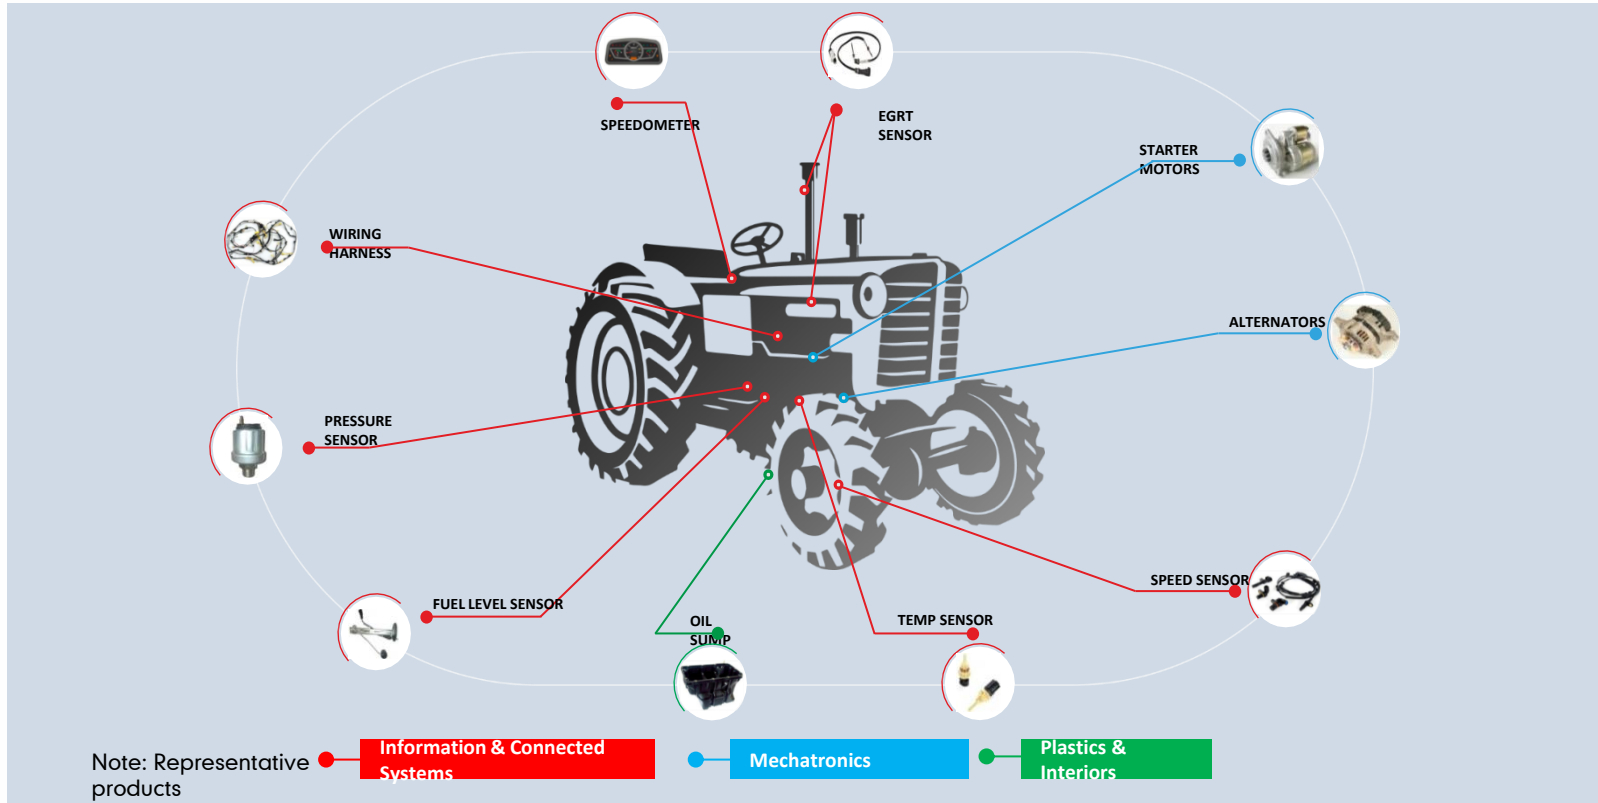 SPEEDOMETER
EGRT
SENSOR
STARTER
MOTORS
WIRING
HARNESS
ALTERNATORS
PRESSURE
SENSOR
SPEED SENSOR
FUEL LEVEL SENSOR
OIL
SUMP
TEMP SENSOR
Note: Representative
products
Information & Connected
Systems
Mechatronics
Plastics &
Interiors